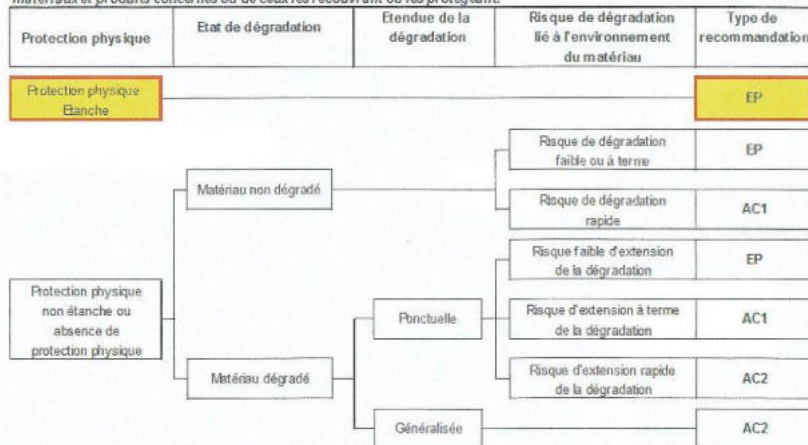 matériaux et produits concernés ou de ceux les recouvrant ou les protégeant.
Protection physique
Etat de dégradation
Etendue de la
dégradation
Risque de dégradation
lié à l'environnement
du matériau
Type de
recommandation
Protection physique
Etanche
EP
Matériau non dégradé
Risque de dégradation
faible ou à terme
EP
Risque de dégradation
rapide
AC1
Protection physique
non étanche ou
absence de
protection physique
Matériau dégradé
Ponctuelle
Risque faible d'extension
de la dégradation
EP
Risque d'extension à terme
de la dégradation
AC1
Risque d'extension rapide
de la dégradation
AC2
Généralisée
AC2